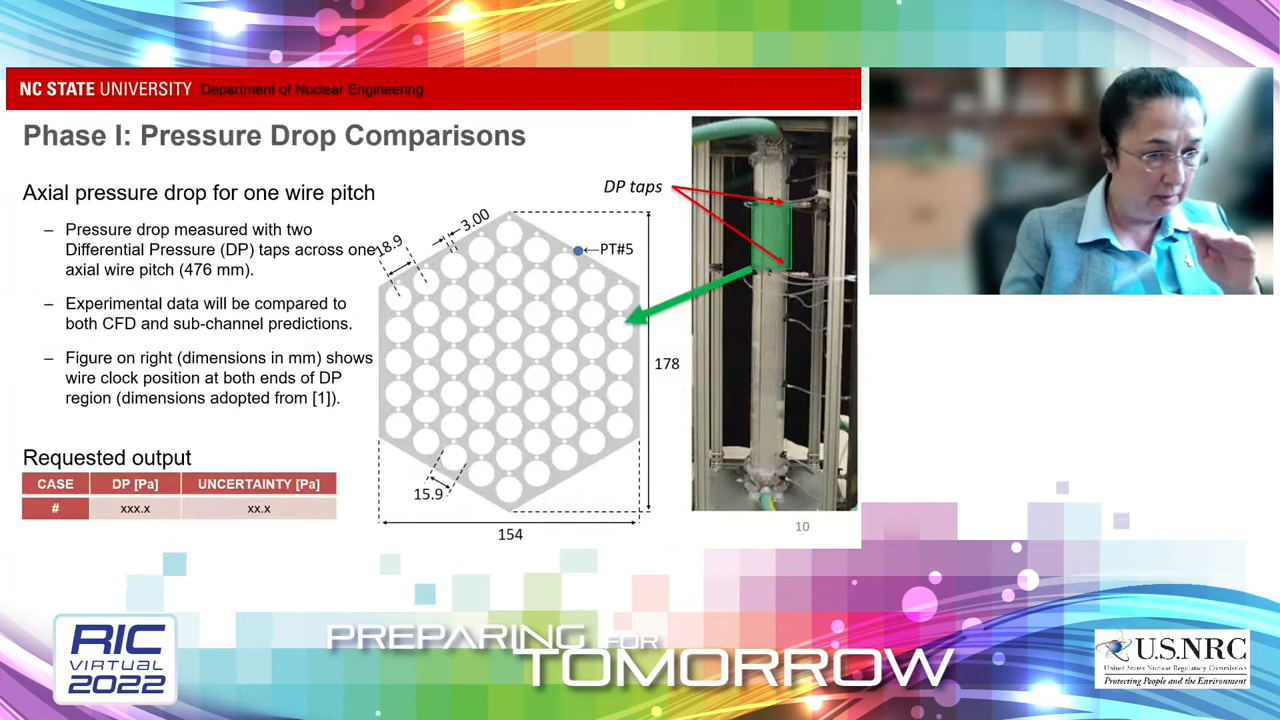 NC STATE UNIVERSITY Department of Nuclear Engineering
Phase I: Pressure Drop Comparisons
Axial pressure drop for one wire pitch
– Pressure drop measured with two
Differential Pressure (DP) taps across one
axial wire pitch (476 mm).
– Experimental data will be compared to
both CFD and sub-channel predictions.
– Figure on right (dimensions in mm) shows
wire clock position at both ends of DP
region (dimensions adopted from [1]).
Requested output
CASE DP [Pa] UNCERTAINTY [Pa]
# xxx.x xx.x
DP taps
3.00
18.9
PT#5
178
15.9
154
10
RIC
VIRTUAL
2022
PREPARING FOR
TOMORROW
U.S.NRC
United States Nuclear Regulatory Commission
Protecting People and the Environment